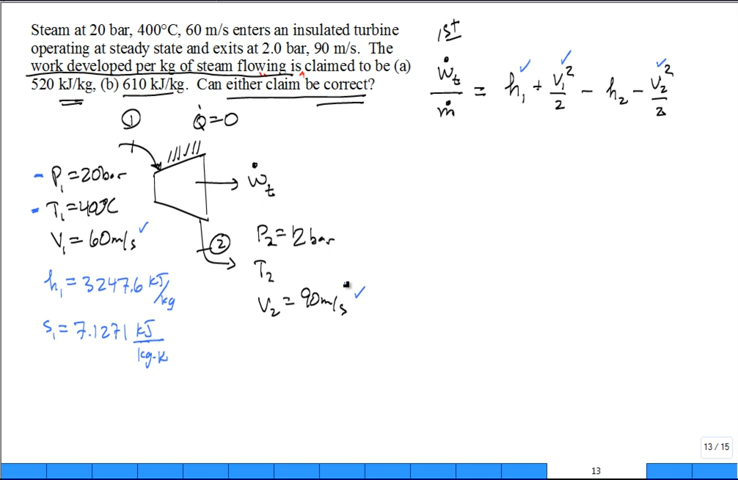 Steam at 20 bar, 400°C, 60 m/s enters an insulated turbine
operating at steady state and exits at 2.0 bar, 90 m/s. The
work developed per kg of steam flowing is claimed to be (a)
520 kJ/kg, (b) 610 kJ/kg. Can either claim be correct?
1st
Ẇt/ṁ = h₁ + V₁²/2 − h₂ − V₂²/2
① Q̇=0
P₁=20bar
T₁=400°C
V₁=60m/s
Ẇt
②
P₂=2bar
T₂
V₂=90m/s
h₁=3247.6 kJ/kg
s₁=7.1271 kJ/kg·K
13 / 15
13